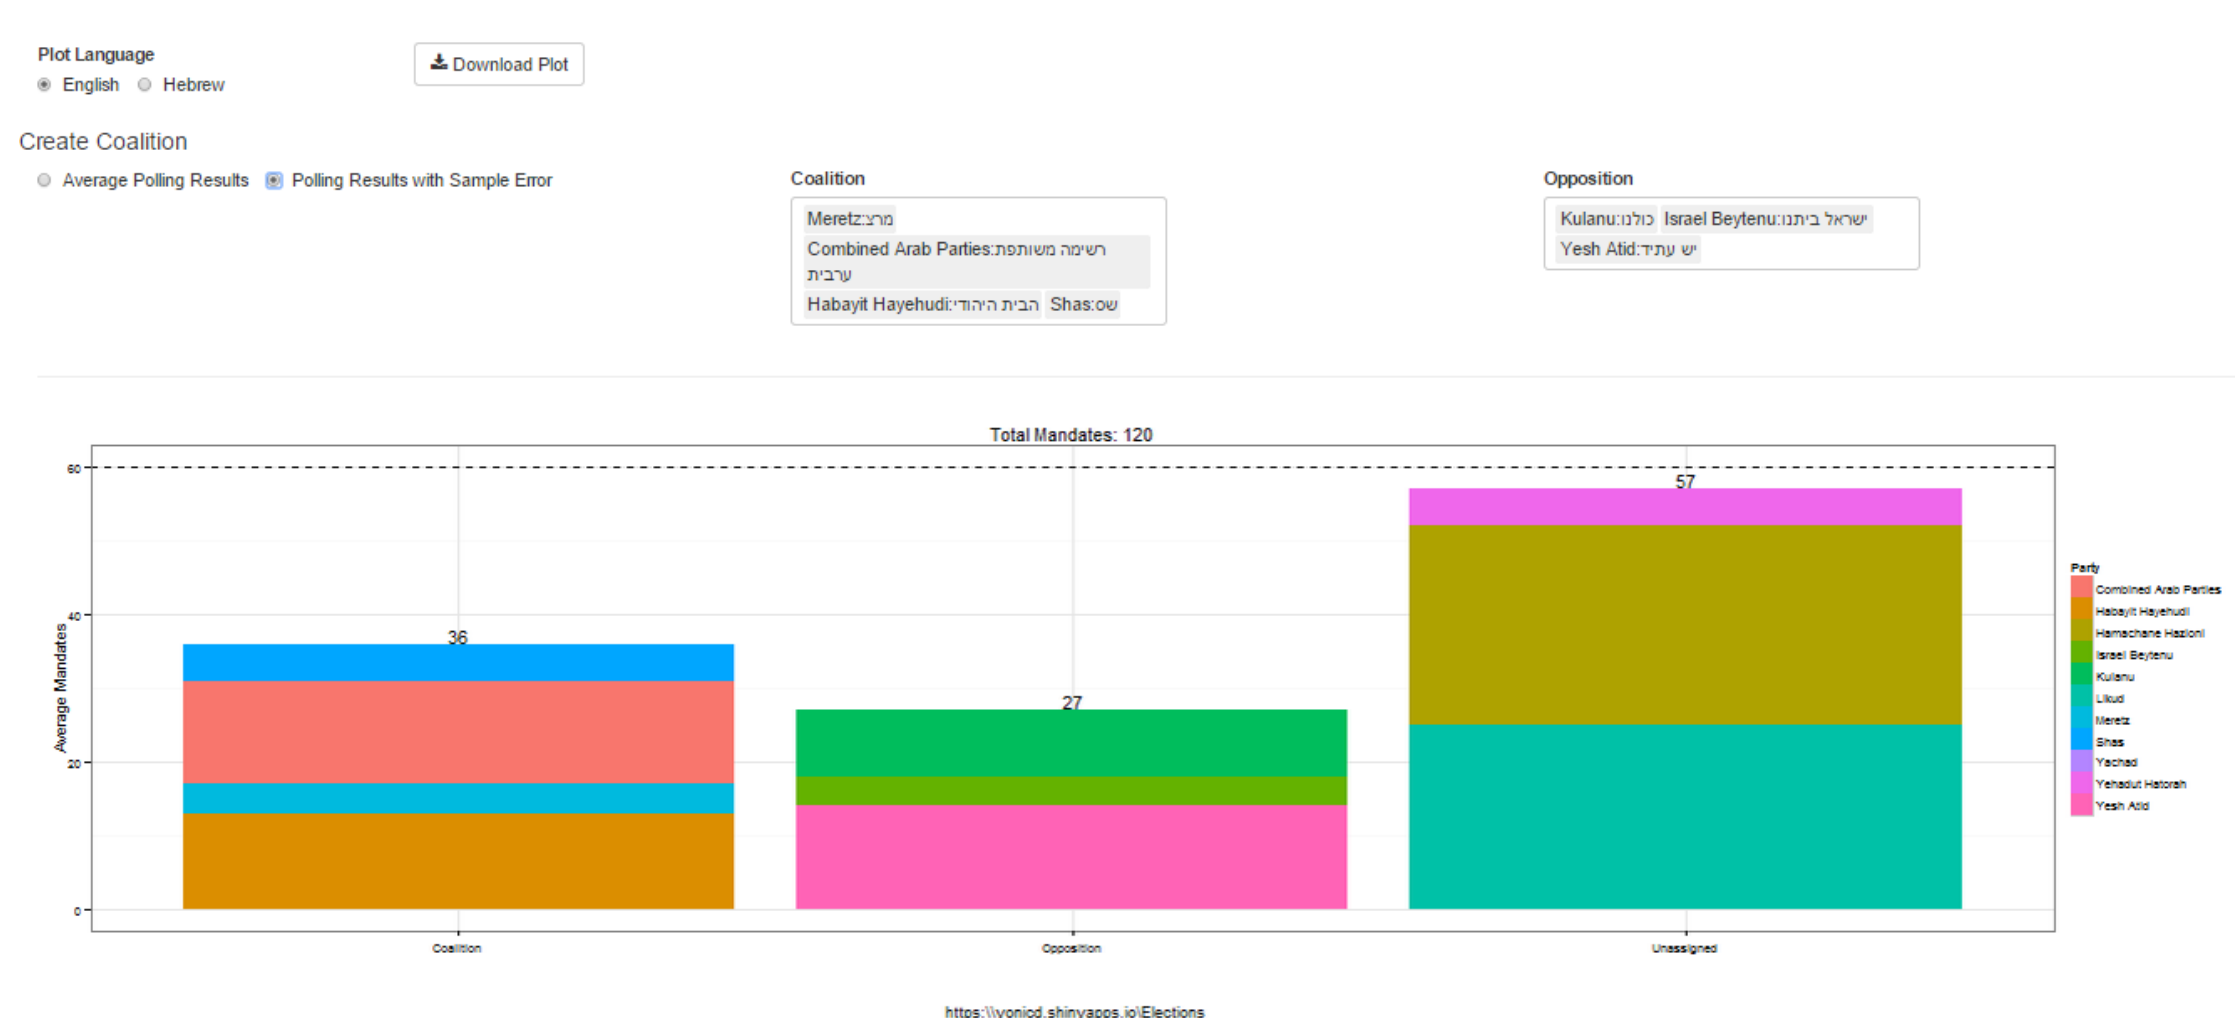 Plot Language
English Hebrew
Download Plot
Create Coalition
Average Polling Results Polling Results with Sample Error
Coalition
Meretz:מרצ
Combined Arab Parties:רשימה משותפת
ערבית
Habayit Hayehudi:הבית היהודי Shas:שס
Opposition
Kulanu:כולנו Israel Beytenu:ישראל ביתנו
Yesh Atid:יש עתיד
Total Mandates: 120
Average Mandates
60
40
20
0
36
27
57
Coalition
Opposition
Unassigned
Party
Combined Arab Parties
Habayit Hayehudi
Hamachane Hazioni
Israel Beytenu
Kulanu
Likud
Meretz
Shas
Yachad
Yehadut Hatorah
Yesh Atid
https:\\yonicd.shinyapps.io\Elections